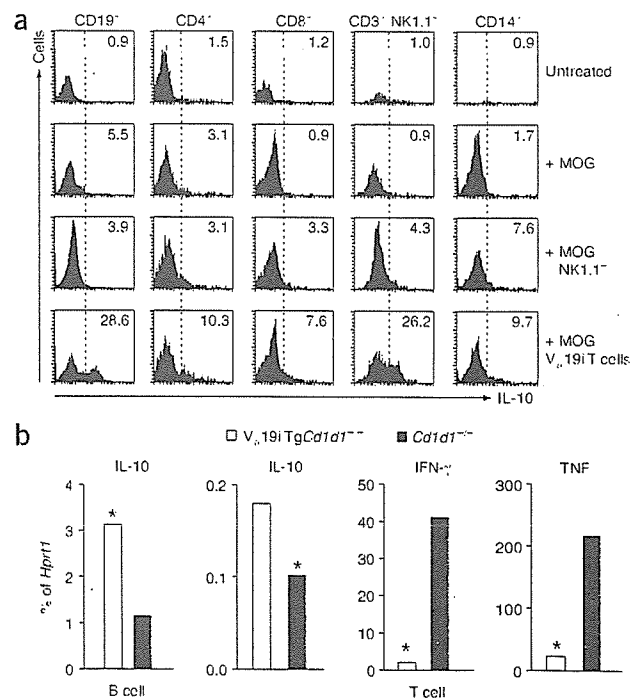 a
CD19⁺ CD4⁺ CD8⁺ CD3⁺ NK1.1⁺ CD14⁺
Cells
0.9 1.5 1.2 1.0 0.9
Untreated
5.5 3.1 0.9 0.9 1.7
+ MOG
3.9 3.1 3.3 4.3 7.6
+ MOG
NK1.1⁻
28.6 10.3 7.6 26.2 9.7
+ MOG
Vα19i T cells
IL-10
b
Vα19i TgCd1d1⁻ ⁻ Cd1d1⁻/⁻
IL-10 IL-10 IFN-γ TNF
% of Hprt1
4 0.2 50 300
3 40
200
30
2 0.1
20
100
1 10
0 0.0 0 0
* * * *
B cell T cell